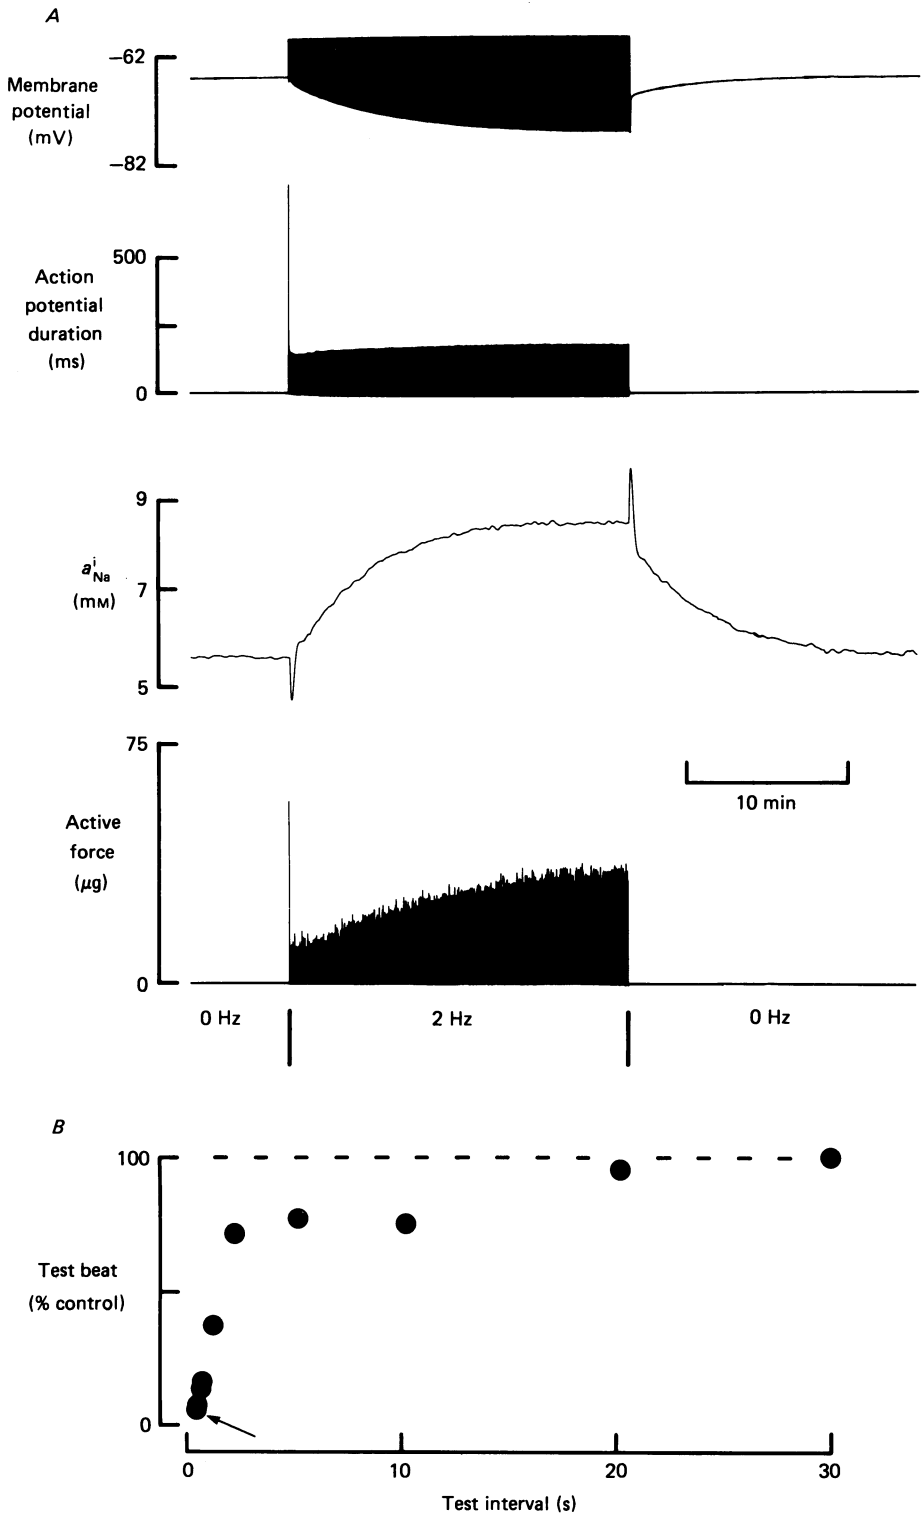 A
−62
Membrane
potential
(mV)
−82
500
Action
potential
duration
(ms)
0
9
aⁱNa
(mM)
7
5
75
10 min
Active
force
(μg)
0
0 Hz 2 Hz 0 Hz
B
100
Test beat
(% control)
0
0 10 20 30
Test interval (s)